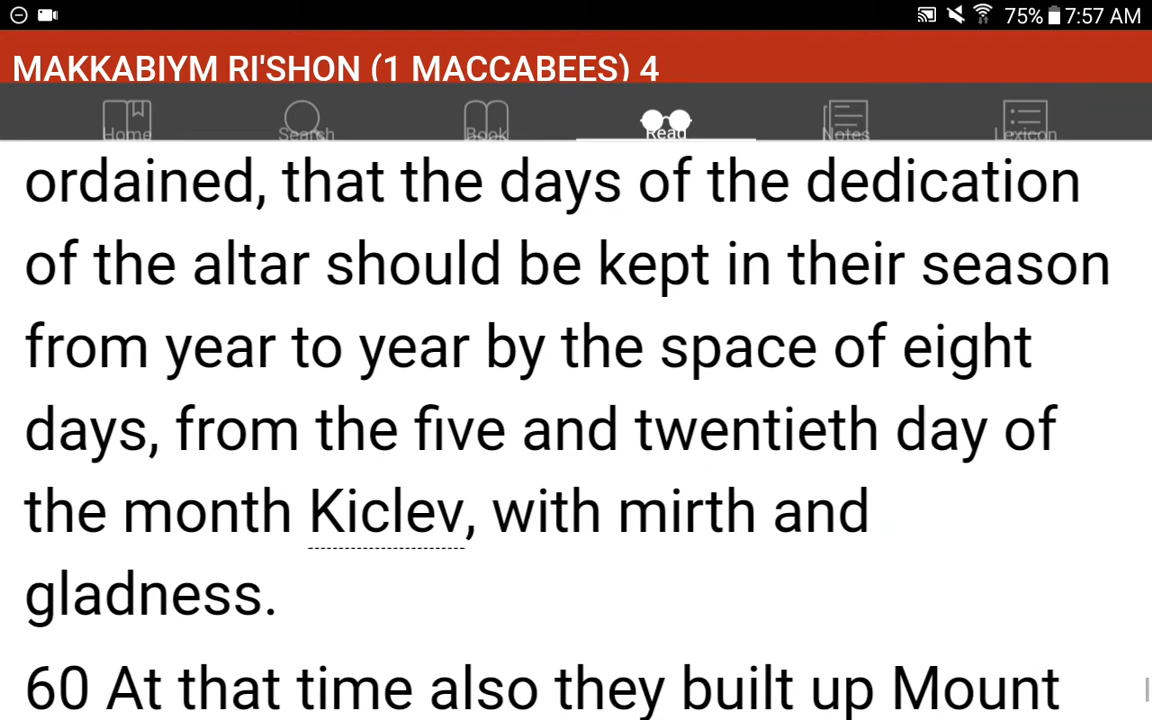 75% 7:57 AM
MAKKABIYM RI'SHON (1 MACCABEES) 4
Home Search Book Read Notes Lexicon
ordained, that the days of the dedication
of the altar should be kept in their season
from year to year by the space of eight
days, from the five and twentieth day of
the month Kiclev, with mirth and
gladness.
60 At that time also they built up Mount